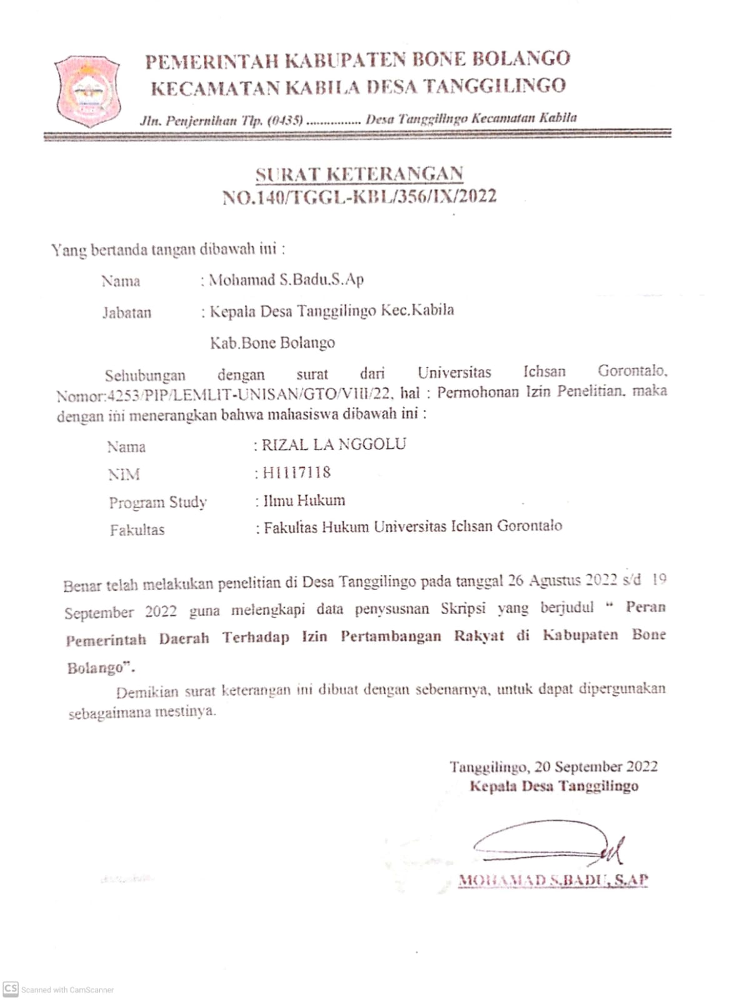 PEMERINTAH KABUPATEN BONE BOLANGO
KECAMATAN KABILA DESA TANGGILINGO
Jln. Penjernihan Tlp. (0435) ................ Desa Tanggilingo Kecamatan Kabila
SURAT KETERANGAN
NO.140/TGGL-KBL/356/IX/2022
Yang bertanda tangan dibawah ini :
Nama : Mohamad S.Badu.S.Ap
Jabatan : Kepala Desa Tanggilingo Kec.Kabila
Kab.Bone Bolango
Sehubungan dengan surat dari Universitas Ichsan Gorontalo,
Nomor:4253/PIP/LEMLIT-UNISAN/GTO/VIII/22, hal : Permohonan Izin Penelitian. maka
dengan ini menerangkan bahwa mahasiswa dibawah ini :
Nama : RIZAL LA NGGOLU
NIM : H1117118
Program Study : Ilmu Hukum
Fakultas : Fakultas Hukum Universitas Ichsan Gorontalo
Benar telah melakukan penelitian di Desa Tanggilingo pada tanggal 26 Agustus 2022 s/d 19
September 2022 guna melengkapi data penysusnan Skripsi yang berjudul “ Peran
Pemerintah Daerah Terhadap Izin Pertambangan Rakyat di Kabupaten Bone
Bolango”.
Demikian surat keterangan ini dibuat dengan sebenarnya, untuk dapat dipergunakan
sebagaimana mestinya.
Tanggilingo, 20 September 2022
Kepala Desa Tanggilingo
MOHAMAD S.BADU, S.AP
CS Scanned with CamScanner